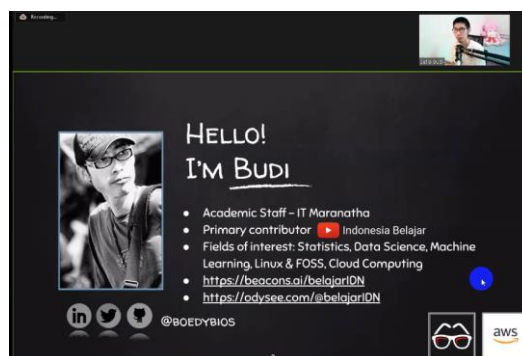 Recording...
HELLO!
I'M BUDI
Academic Staff – IT Maranatha
Primary contributor Indonesia Belajar
Fields of interest: Statistics, Data Science, Machine
Learning, Linux & FOSS, Cloud Computing
https://beacons.ai/belajarIDN
https://odysee.com/@belajarIDN
in
@BOEDYBIOS
aws